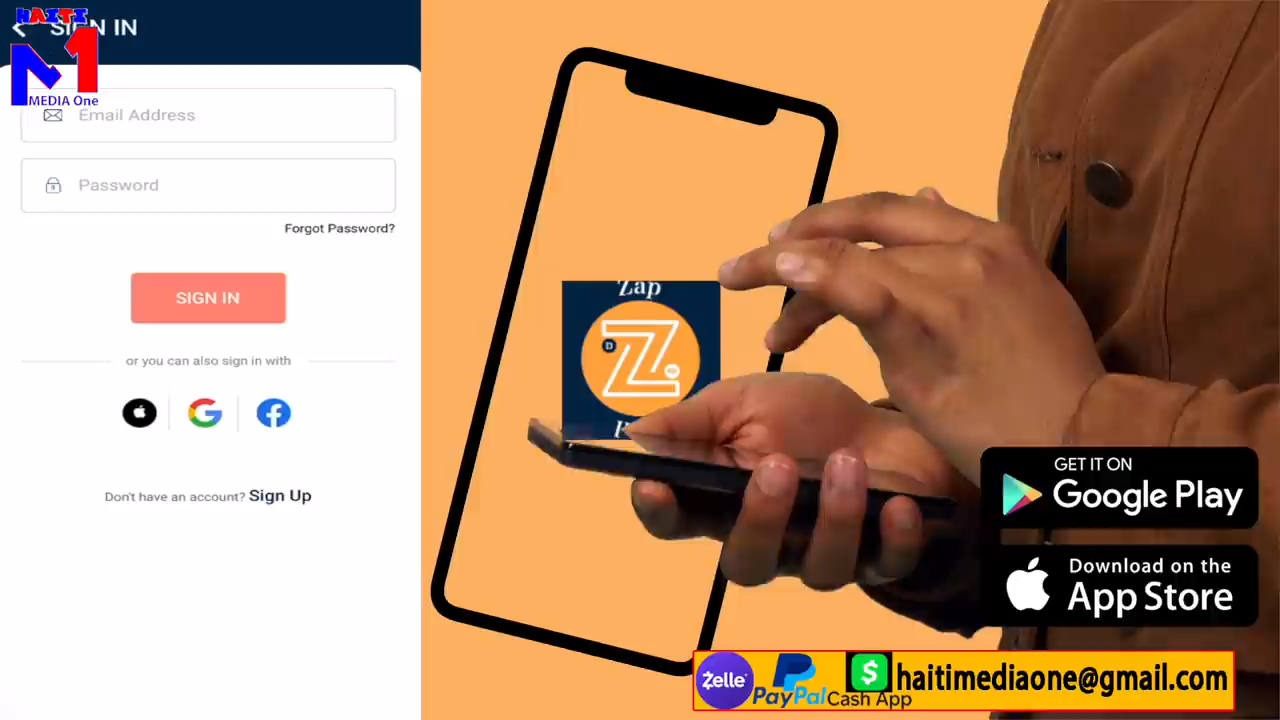 HAITI
M1
MEDIA One
SIGN IN
Email Address
Password
Forgot Password?
SIGN IN
or you can also sign in with
Don't have an account? Sign Up
Zap
Z
D
GET IT ON
Google Play
Download on the
App Store
Zelle
PayPal
$
Cash App
haitimediaone@gmail.com